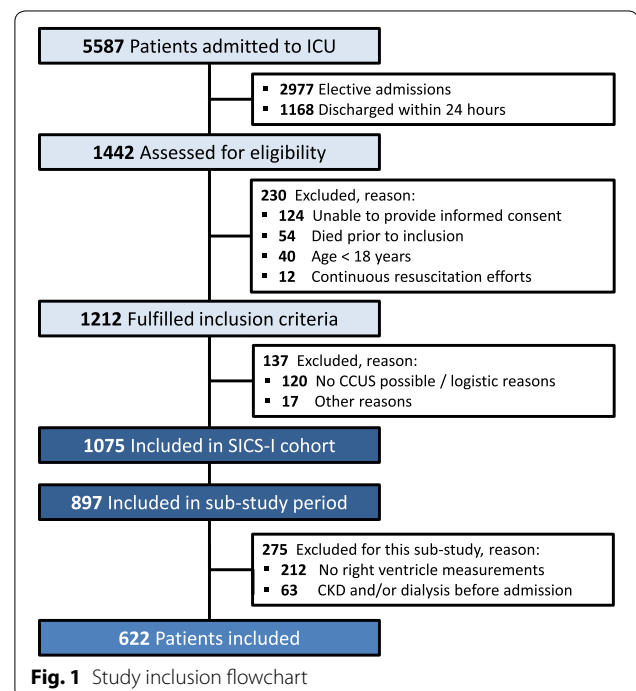 5587 Patients admitted to ICU
▪ 2977 Elective admissions
▪ 1168 Discharged within 24 hours
1442 Assessed for eligibility
230 Excluded, reason:
▪ 124 Unable to provide informed consent
▪ 54 Died prior to inclusion
▪ 40 Age < 18 years
▪ 12 Continuous resuscitation efforts
1212 Fulfilled inclusion criteria
137 Excluded, reason:
▪ 120 No CCUS possible / logistic reasons
▪ 17 Other reasons
1075 Included in SICS-I cohort
897 Included in sub-study period
275 Excluded for this sub-study, reason:
▪ 212 No right ventricle measurements
▪ 63 CKD and/or dialysis before admission
622 Patients included
Fig. 1 Study inclusion flowchart